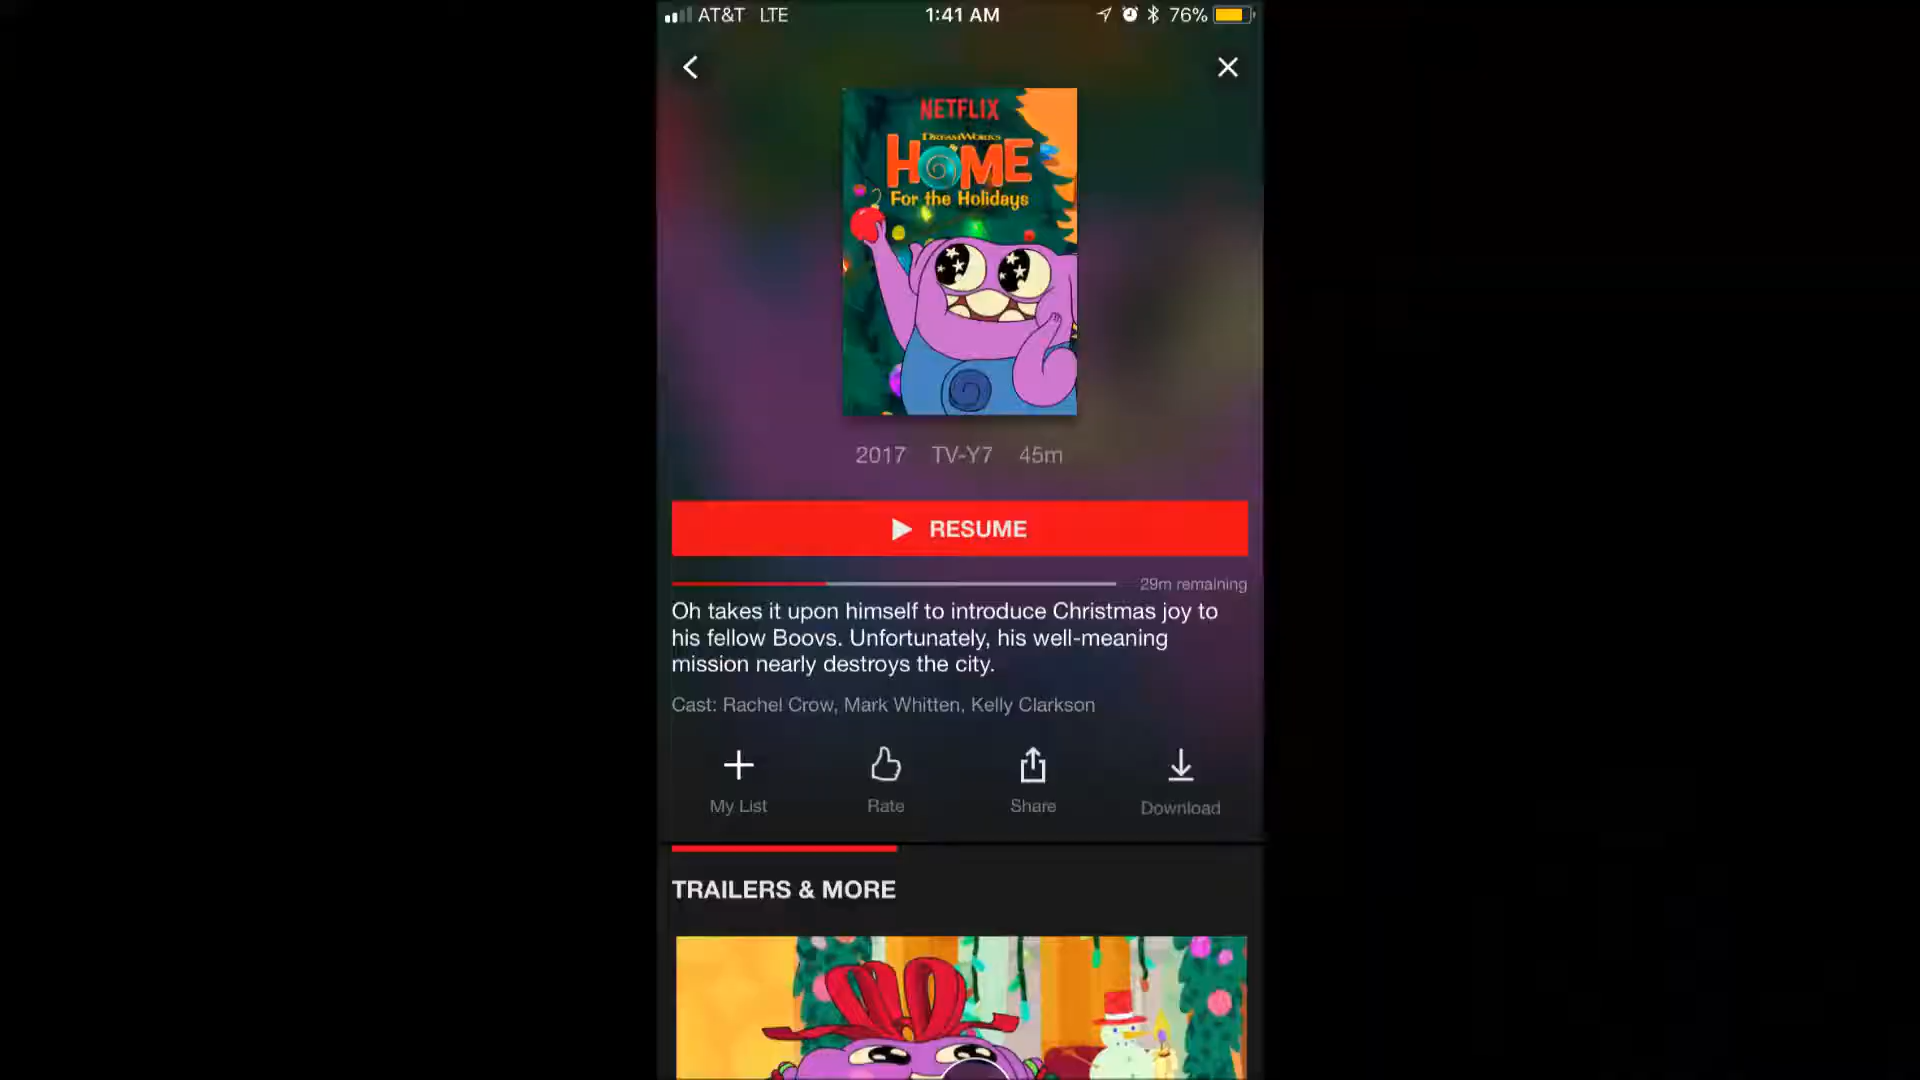 AT&T LTE 1:41 AM 76%
NETFLIX
DREAMWORKS
HOME
For the Holidays
2017 TV-Y7 45m
RESUME
29m remaining
Oh takes it upon himself to introduce Christmas joy to
his fellow Boovs. Unfortunately, his well-meaning
mission nearly destroys the city.
Cast: Rachel Crow, Mark Whitten, Kelly Clarkson
My List Rate Share Download
TRAILERS & MORE